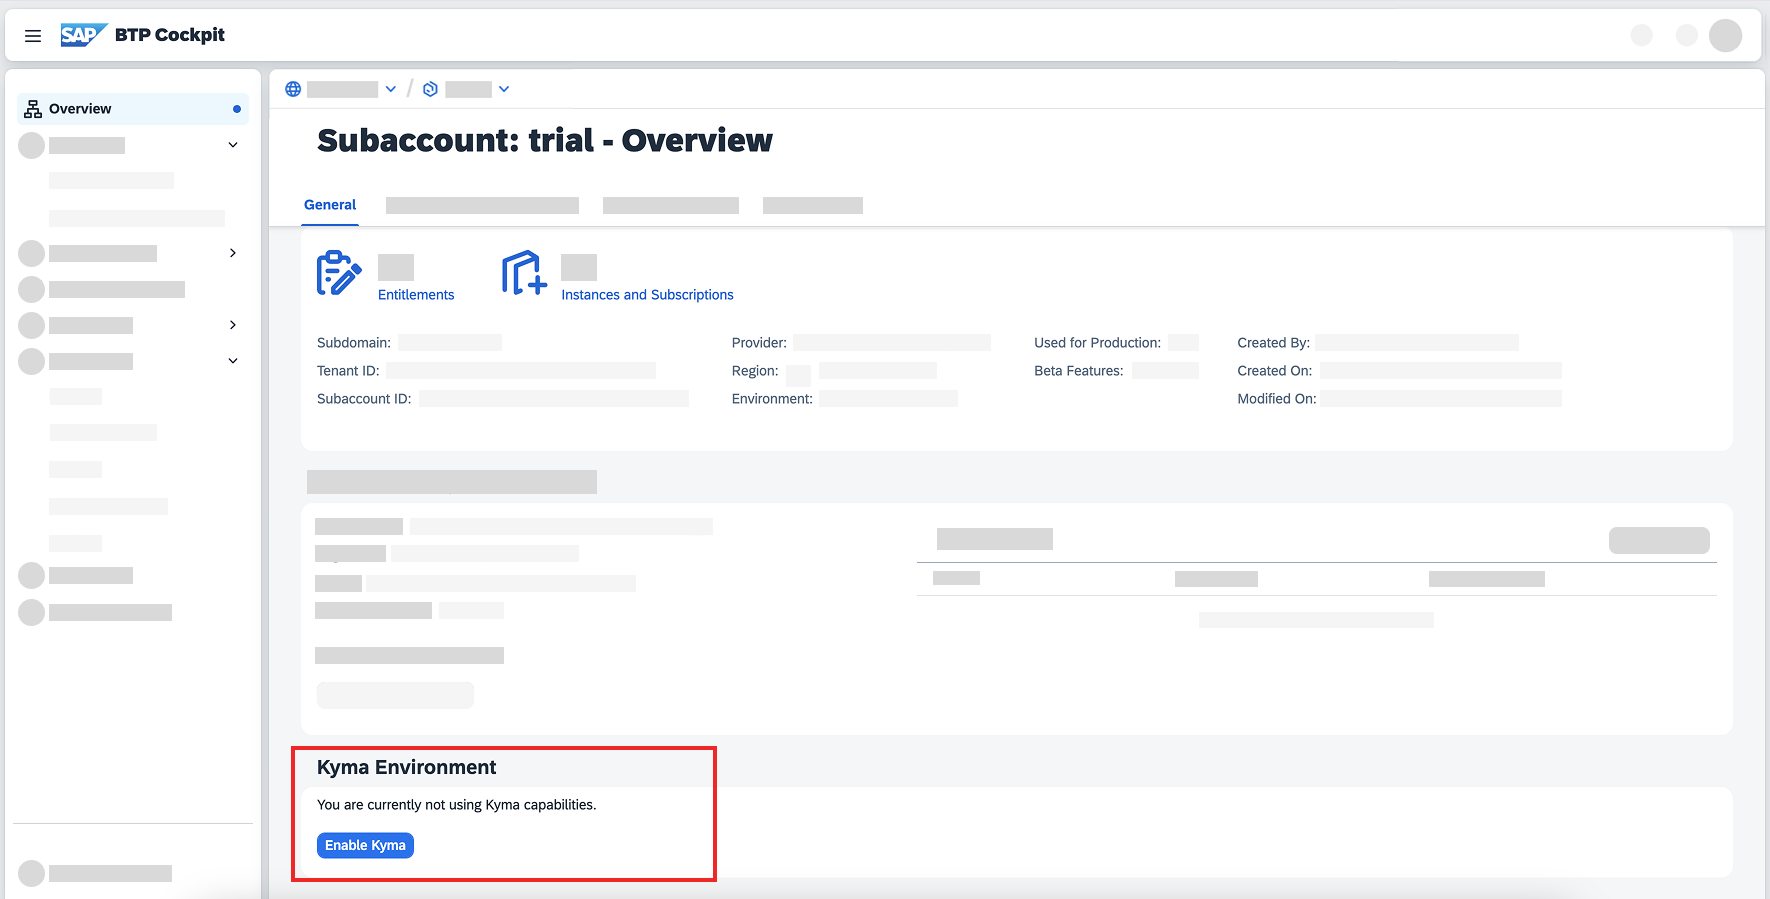 SAP BTP Cockpit
Overview
Subaccount: trial - Overview
General
Entitlements
Instances and Subscriptions
Subdomain:
Provider:
Used for Production:
Created By:
Tenant ID:
Region:
Beta Features:
Created On:
Subaccount ID:
Environment:
Modified On:
Kyma Environment
You are currently not using Kyma capabilities.
Enable Kyma